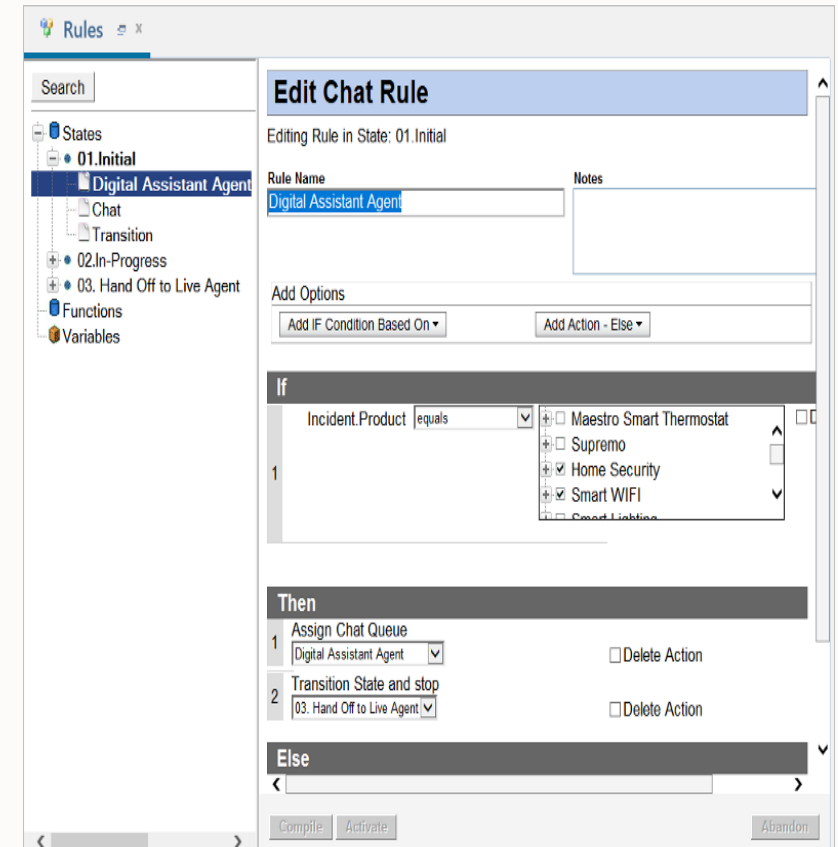 Rules
Search
States
01.Initial
Digital Assistant Agent
Chat
Transition
02.In-Progress
03. Hand Off to Live Agent
Functions
Variables
Edit Chat Rule
Editing Rule in State: 01.Initial
Rule Name
Notes
Digital Assistant Agent
Add Options
Add IF Condition Based On
Add Action - Else
If
1
Incident.Product equals
Maestro Smart Thermostat
Supremo
Home Security
Smart WIFI
Smart Lighting
Then
1
Assign Chat Queue
Digital Assistant Agent
Delete Action
2
Transition State and stop
03. Hand Off to Live Agent
Delete Action
Else
Compile Activate Abandon